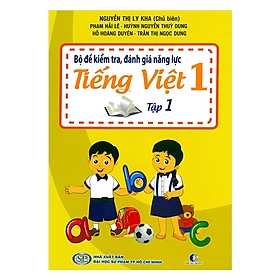 NGUYỄN THỊ LY KHA (Chủ biên)
PHẠM HẢI LÊ - HUỲNH NGUYỄN THUỲ DUNG
HỒ HOÀNG DUYÊN - TRẦN THỊ NGỌC DUNG
Bộ đề kiểm tra, đánh giá năng lực
Tiếng Việt 1
Tập 1
a b c
NHÀ XUẤT BẢN
ĐẠI HỌC SƯ PHẠM TP HỒ CHÍ MINH